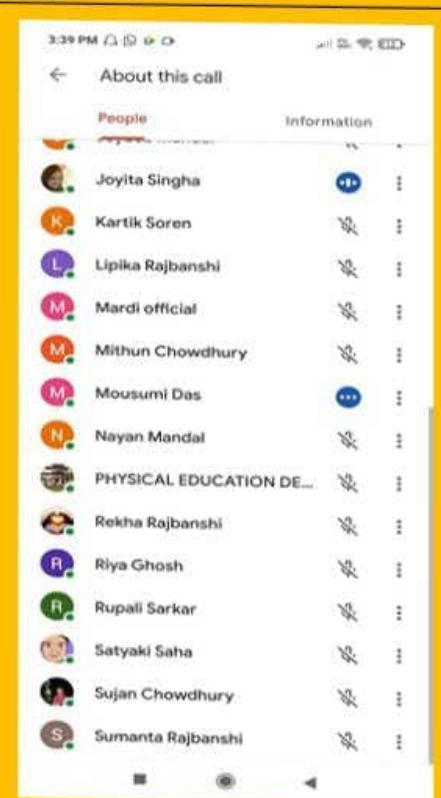 3:39 PM
About this call
People
Information
Joyita Singha
K
Kartik Soren
L
Lipika Rajbanshi
M
Mardi official
M
Mithun Chowdhury
M
Mousumi Das
N
Nayan Mandal
PHYSICAL EDUCATION DE...
Rekha Rajbanshi
R
Riya Ghosh
R
Rupali Sarkar
Satyaki Saha
Sujan Chowdhury
S
Sumanta Rajbanshi